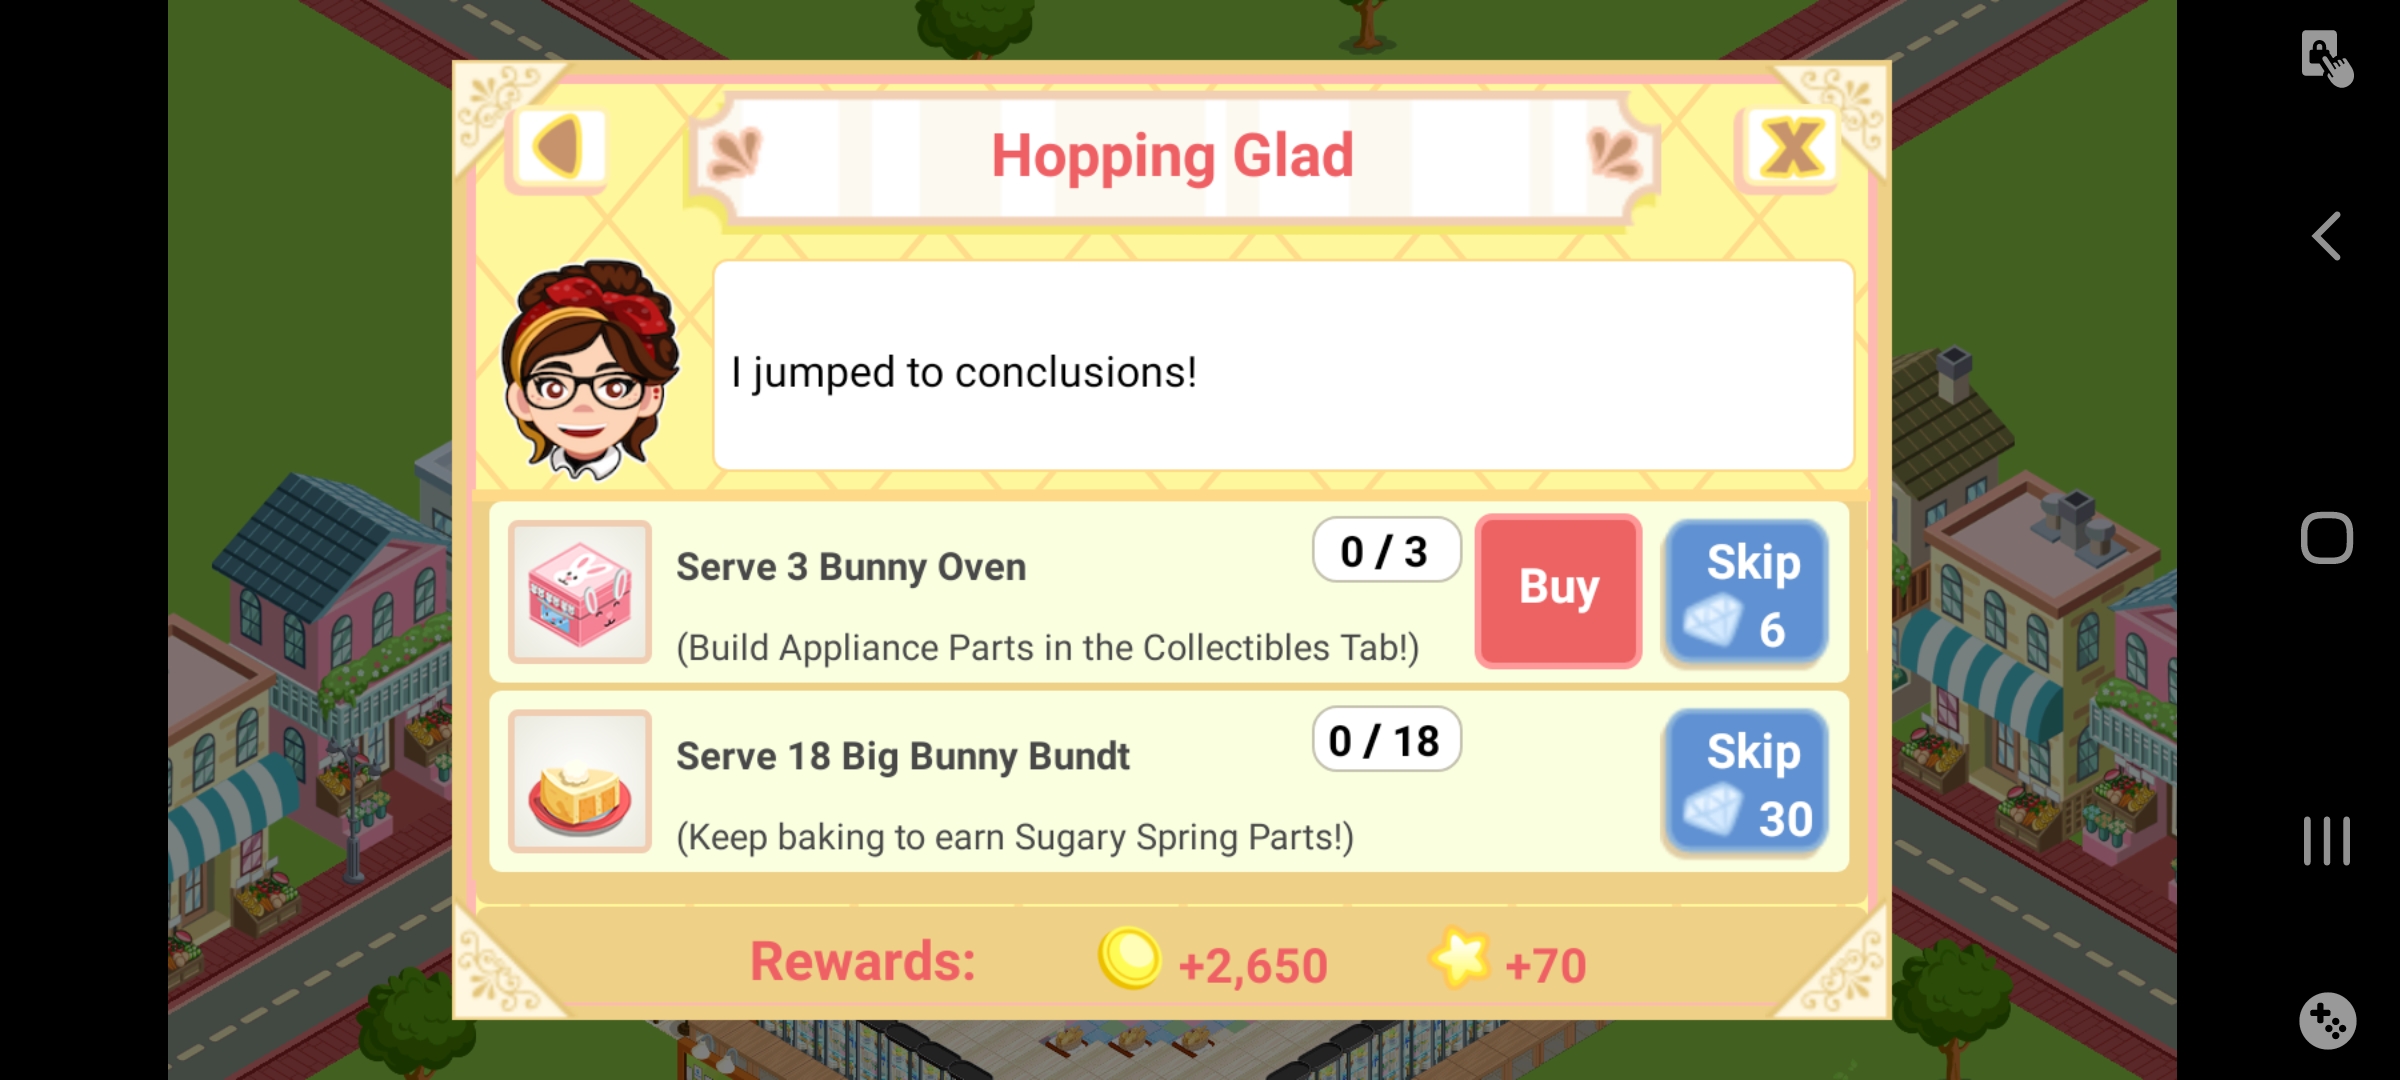 Hopping Glad
I jumped to conclusions!
Serve 3 Bunny Oven
0 / 3
Buy
Skip
6
(Build Appliance Parts in the Collectibles Tab!)
Serve 18 Big Bunny Bundt
0 / 18
Skip
30
(Keep baking to earn Sugary Spring Parts!)
Rewards: +2,650 +70